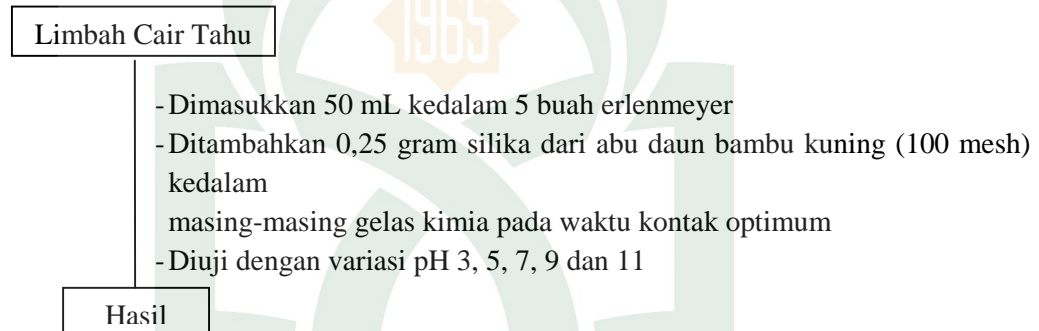 1965
Limbah Cair Tahu
- Dimasukkan 50 mL kedalam 5 buah erlenmeyer
- Ditambahkan 0,25 gram silika dari abu daun bambu kuning (100 mesh)
kedalam
masing-masing gelas kimia pada waktu kontak optimum
- Diuji dengan variasi pH 3, 5, 7, 9 dan 11
Hasil